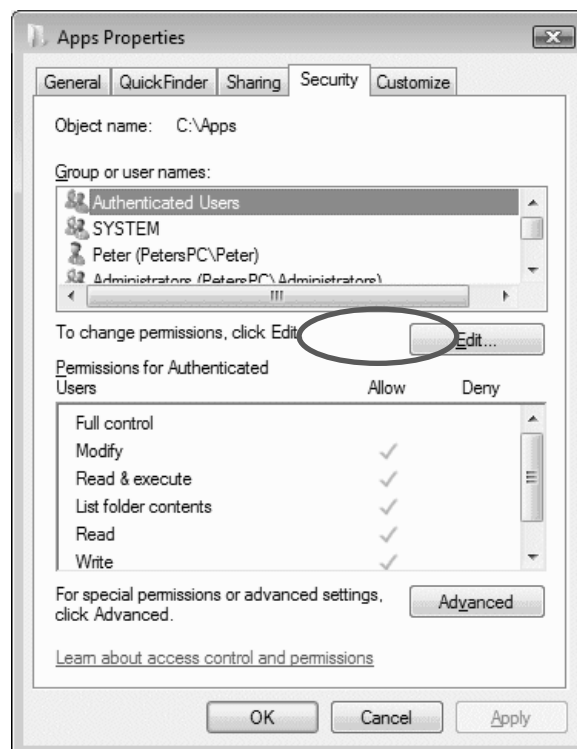 Apps Properties
General QuickFinder Sharing Security Customize
Object name: C:\Apps
Group or user names:
Authenticated Users
SYSTEM
Peter (PetersPC\Peter)
Administrators (PetersPC\Administrators)
To change permissions, click Edit
Edit...
Permissions for Authenticated
Users Allow Deny
Full control
Modify
Read & execute
List folder contents
Read
Write
For special permissions or advanced settings,
click Advanced.
Advanced
Learn about access control and permissions
OK Cancel Apply